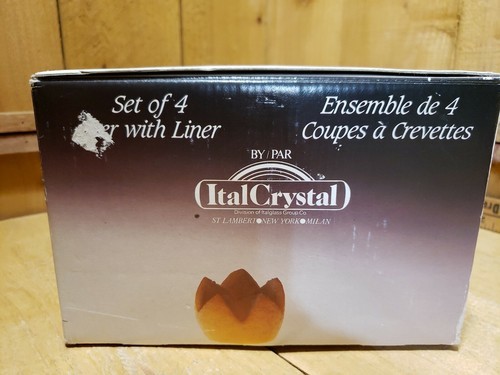 Set of 4
with Liner
Ensemble de 4
Coupes à Crevettes
BY/PAR
ItalCrystal
Division of Italglass Group Co.
ST. LAMBERT●NEW YORK●MILAN